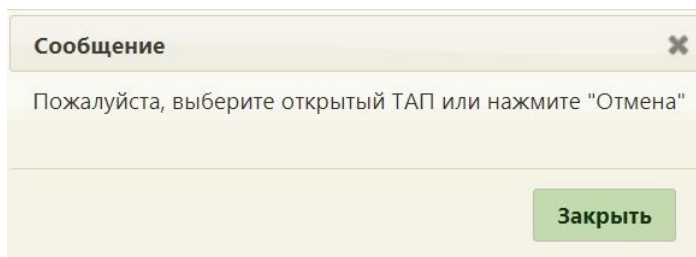 Сообщение
Пожалуйста, выберите открытый ТАП или нажмите "Отмена"
Закрыть